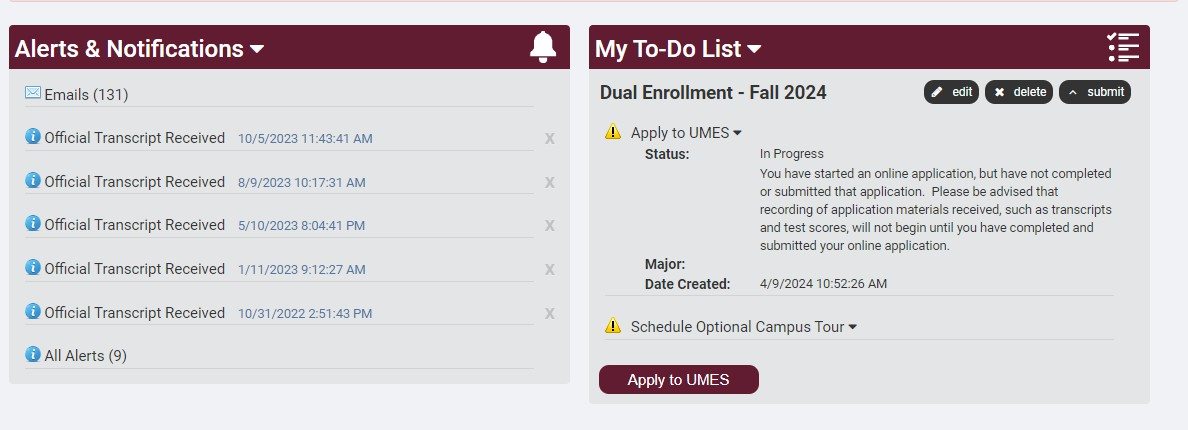 Alerts & Notifications
Emails (131)
Official Transcript Received 10/5/2023 11:43:41 AM X
Official Transcript Received 8/9/2023 10:17:31 AM X
Official Transcript Received 5/10/2023 8:04:41 PM X
Official Transcript Received 1/11/2023 9:12:27 AM X
Official Transcript Received 10/31/2022 2:51:43 PM X
All Alerts (9)
My To-Do List
Dual Enrollment - Fall 2024 edit delete submit
Apply to UMES
Status: In Progress
You have started an online application, but have not completed
or submitted that application. Please be advised that
recording of application materials received, such as transcripts
and test scores, will not begin until you have completed and
submitted your online application.
Major:
Date Created: 4/9/2024 10:52:26 AM
Schedule Optional Campus Tour
Apply to UMES